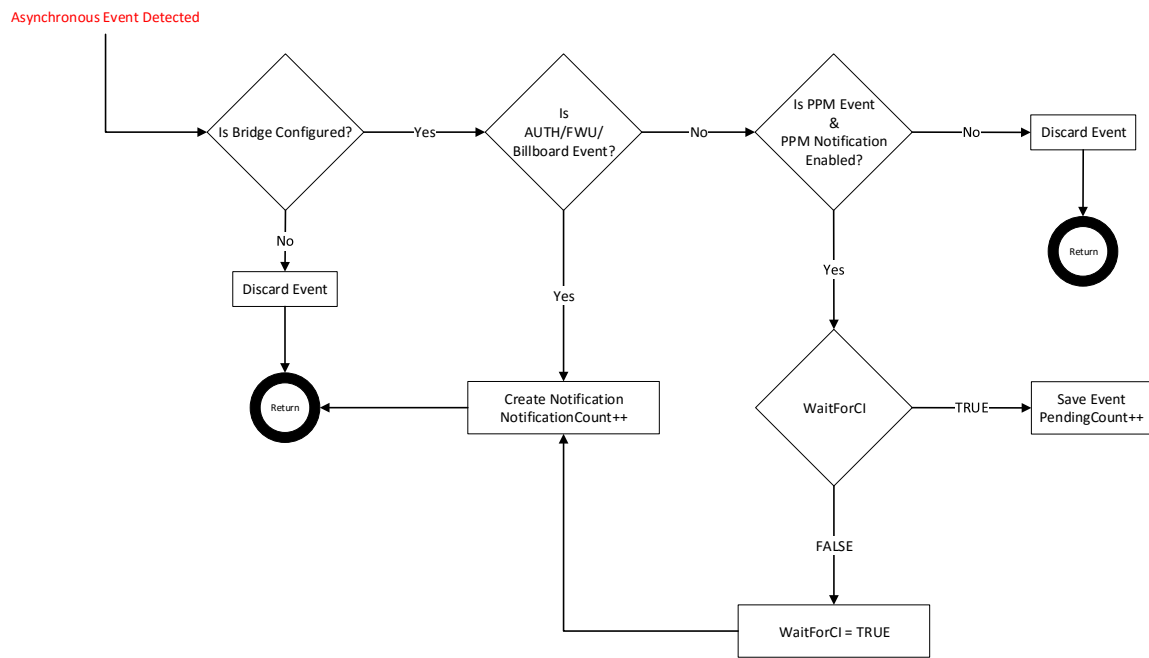 Asynchronous Event Detected
Is Bridge Configured?
Yes
Is
AUTH/FWU/
Billboard Event?
No
Is PPM Event
&
PPM Notification
Enabled?
No
Discard Event
Return
No
Discard Event
Return
Yes
Create Notification
NotificationCount++
Yes
WaitForCI
TRUE
Save Event
PendingCount++
FALSE
WaitForCI = TRUE